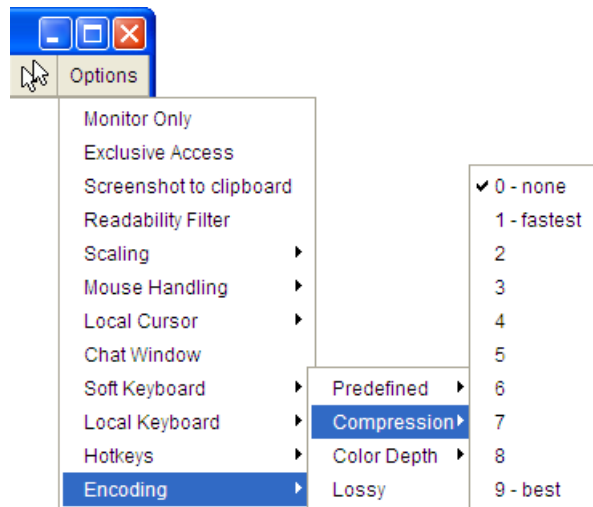 Options
Monitor Only
Exclusive Access
Screenshot to clipboard
Readability Filter
Scaling
Mouse Handling
Local Cursor
Chat Window
Soft Keyboard
Local Keyboard
Hotkeys
Encoding
Predefined
Compression
Color Depth
Lossy
0 - none
1 - fastest
2
3
4
5
6
7
8
9 - best